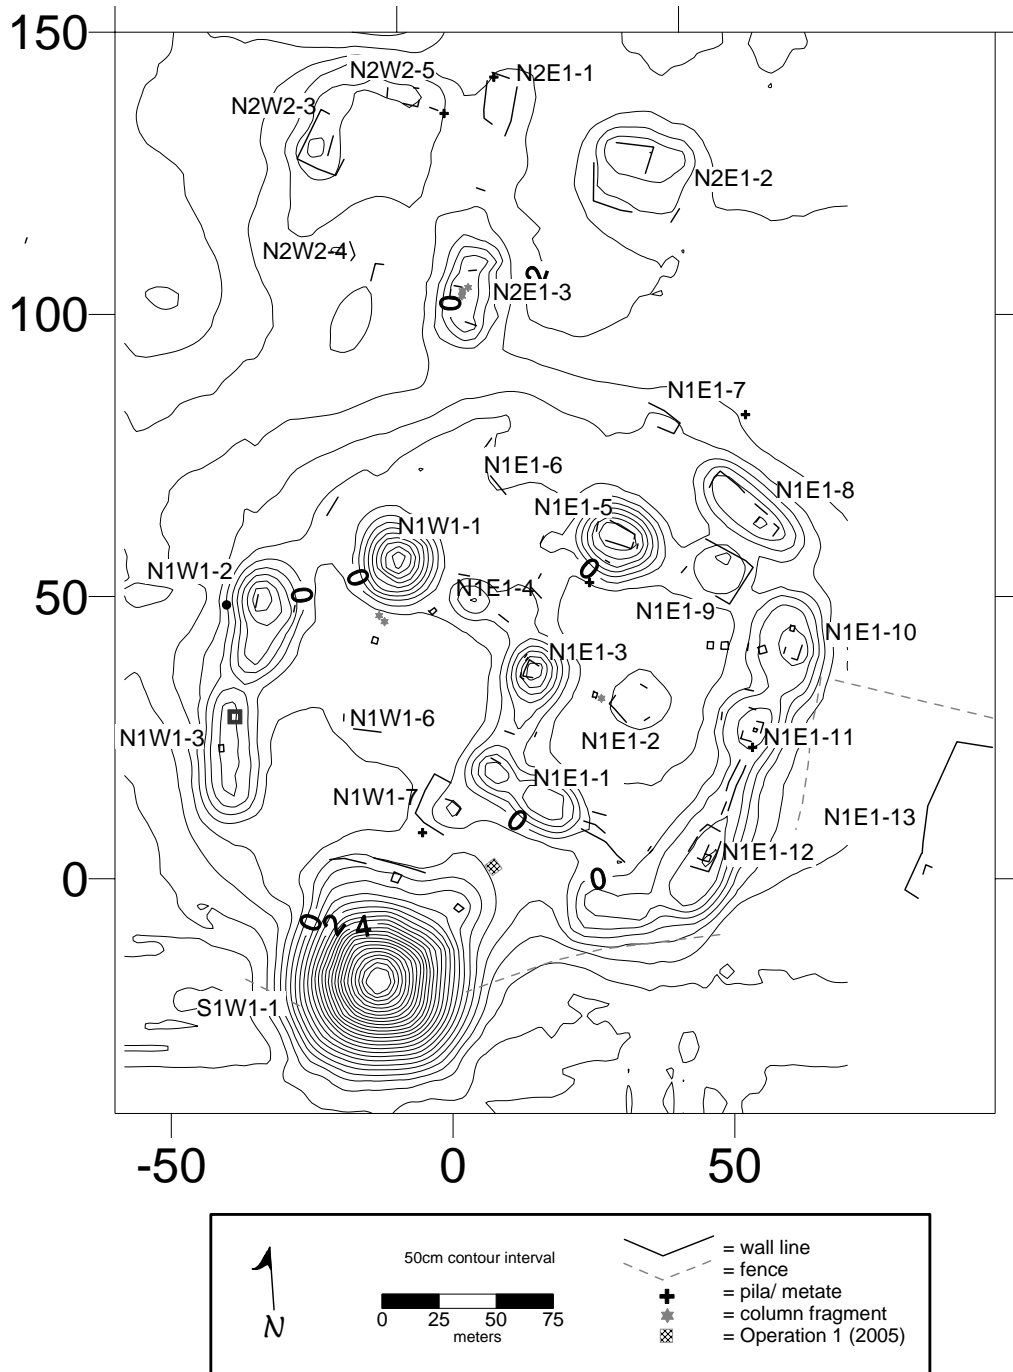 150
N2W2-5
N2E1-1
N2W2-3
N2E1-2
N2W2-4
2
N2E1-3
100
0
N1E1-7
N1E1-6
N1E1-8
N1E1-5
N1W1-1
N1W1-2
0
0
0
N1E1-4
50
N1E1-9
N1E1-10
N1E1-3
N1W1-6
N1W1-3
N1E1-2
N1E1-11
N1E1-1
N1W1-7
0
N1E1-13
N1E1-12
0
0
0
2
4
S1W1-1
-50
0
50
50cm contour interval
= wall line
= fence
= pila/ metate
= column fragment
= Operation 1 (2005)
0 25 50 75
meters
N